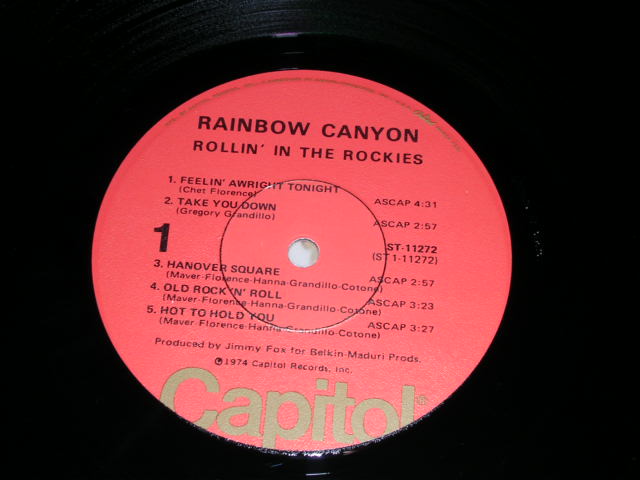 RAINBOW CANYON
ROLLIN' IN THE ROCKIES
1. FEELIN' AWRIGHT TONIGHT
(Chet Florence) ASCAP 4:31
2. TAKE YOU DOWN
(Gregory Grandillo) ASCAP 2:57
1 ST-11272
(ST 1-11272)
3. HANOVER SQUARE ASCAP 2:57
(Maver-Florence-Hanna-Grandillo-Cotone)
4. OLD ROCK 'N' ROLL ASCAP 3:23
(Maver-Florence-Hanna-Grandillo-Cotone)
5. HOT TO HOLD YOU ASCAP 3:27
(Maver-Florence-Hanna-Grandillo-Cotone)
Produced by Jimmy Fox for Belkin-Maduri Prods.
℗1974 Capitol Records, Inc.
Capitol®